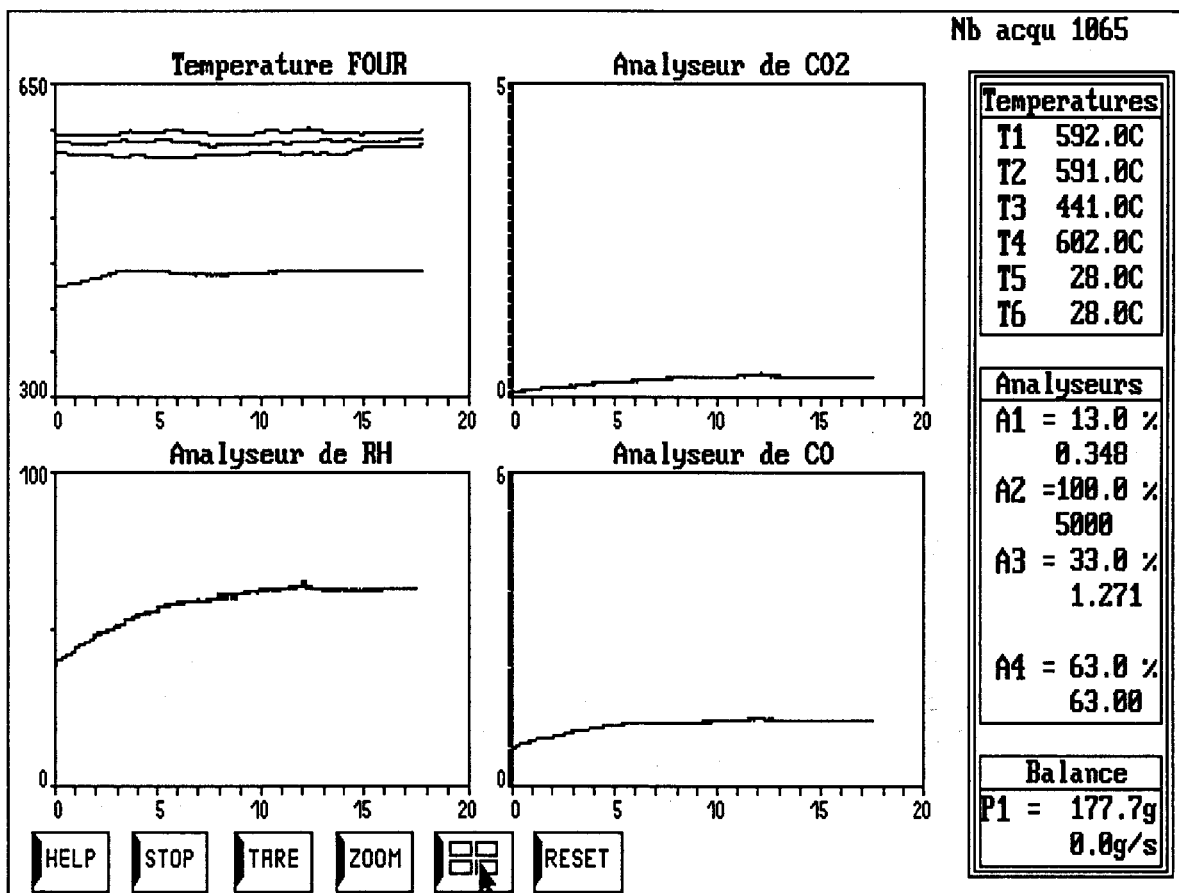 Nb acqu 1065
Temperature FOUR
650
300
0 5 10 15 20
Analyseur de CO2
5
0
0 5 10 15 20
Analyseur de RH
100
0
0 5 10 15 20
Analyseur de CO
0
0 5 10 15 20
Temperatures
T1 592.0C
T2 591.0C
T3 441.0C
T4 602.0C
T5 28.0C
T6 28.0C
Analyseurs
A1 = 13.0 %
0.348
A2 =100.0 %
5000
A3 = 33.0 %
1.271
A4 = 63.0 %
63.00
Balance
P1 = 177.7g
0.0g/s
HELP STOP TARE ZOOM RESET